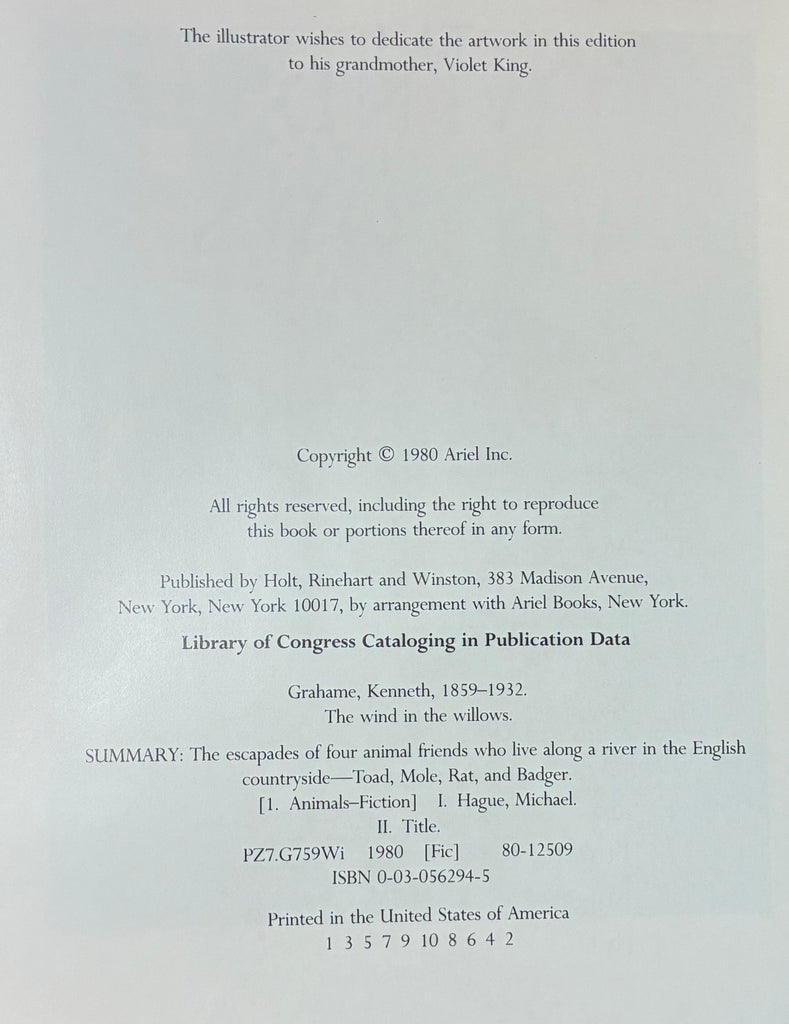 The illustrator wishes to dedicate the artwork in this edition
to his grandmother, Violet King.
Copyright © 1980 Ariel Inc.
All rights reserved, including the right to reproduce
this book or portions thereof in any form.
Published by Holt, Rinehart and Winston, 383 Madison Avenue,
New York, New York 10017, by arrangement with Ariel Books, New York.
Library of Congress Cataloging in Publication Data
Grahame, Kenneth, 1859–1932.
The wind in the willows.
SUMMARY: The escapades of four animal friends who live along a river in the English
countryside—Toad, Mole, Rat, and Badger.
[1. Animals–Fiction] I. Hague, Michael.
II. Title.
PZ7.G759Wi 1980 [Fic] 80-12509
ISBN 0-03-056294-5
Printed in the United States of America
1 3 5 7 9 10 8 6 4 2